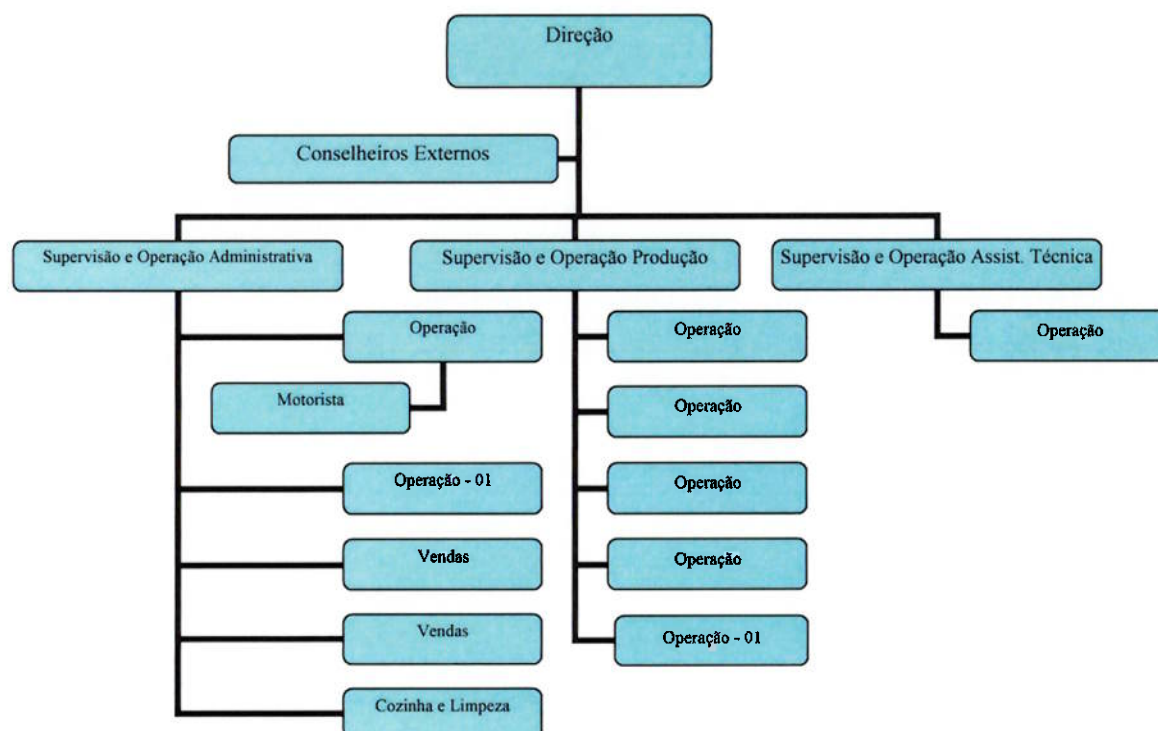 Direção
Conselheiros Externos
Supervisão e Operação Administrativa
Supervisão e Operação Produção
Supervisão e Operação Assist. Técnica
Operação
Operação
Operação
Motorista
Operação
Operação - 01
Operação
Vendas
Operação
Vendas
Operação - 01
Cozinha e Limpeza